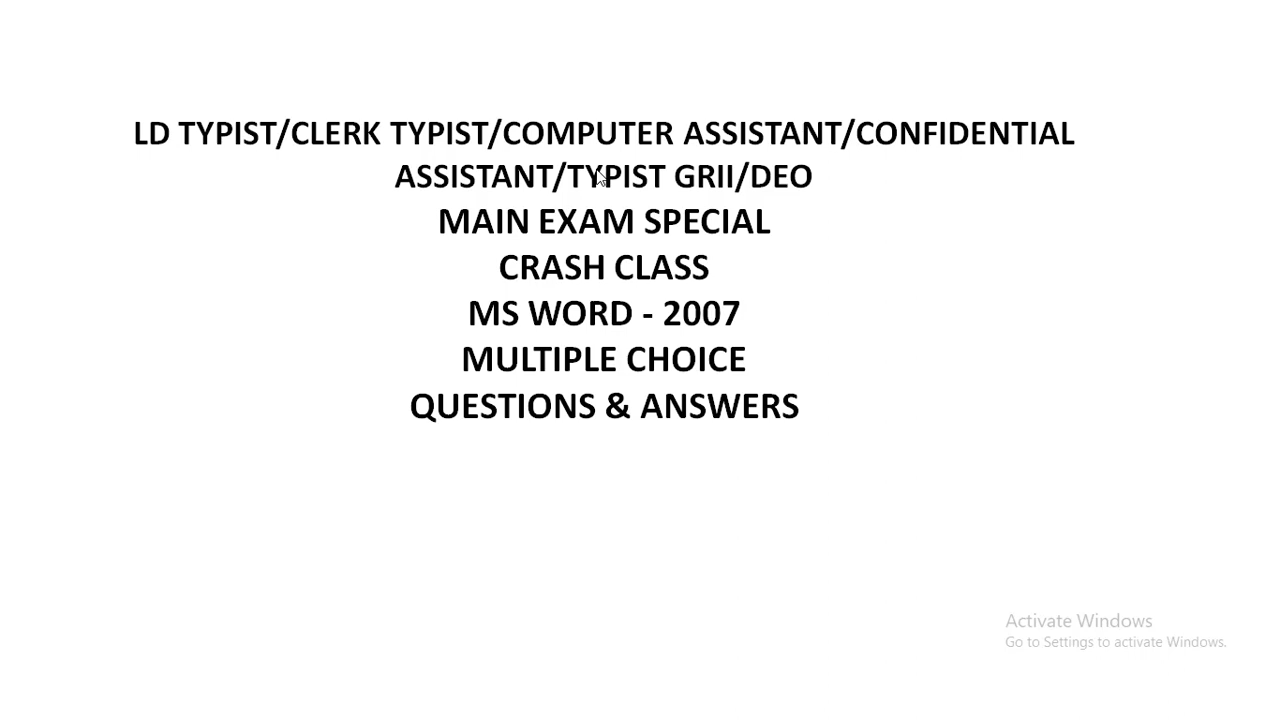 LD TYPIST/CLERK TYPIST/COMPUTER ASSISTANT/CONFIDENTIAL
ASSISTANT/TYPIST GRII/DEO
MAIN EXAM SPECIAL
CRASH CLASS
MS WORD - 2007
MULTIPLE CHOICE
QUESTIONS & ANSWERS
Activate Windows
Go to Settings to activate Windows.